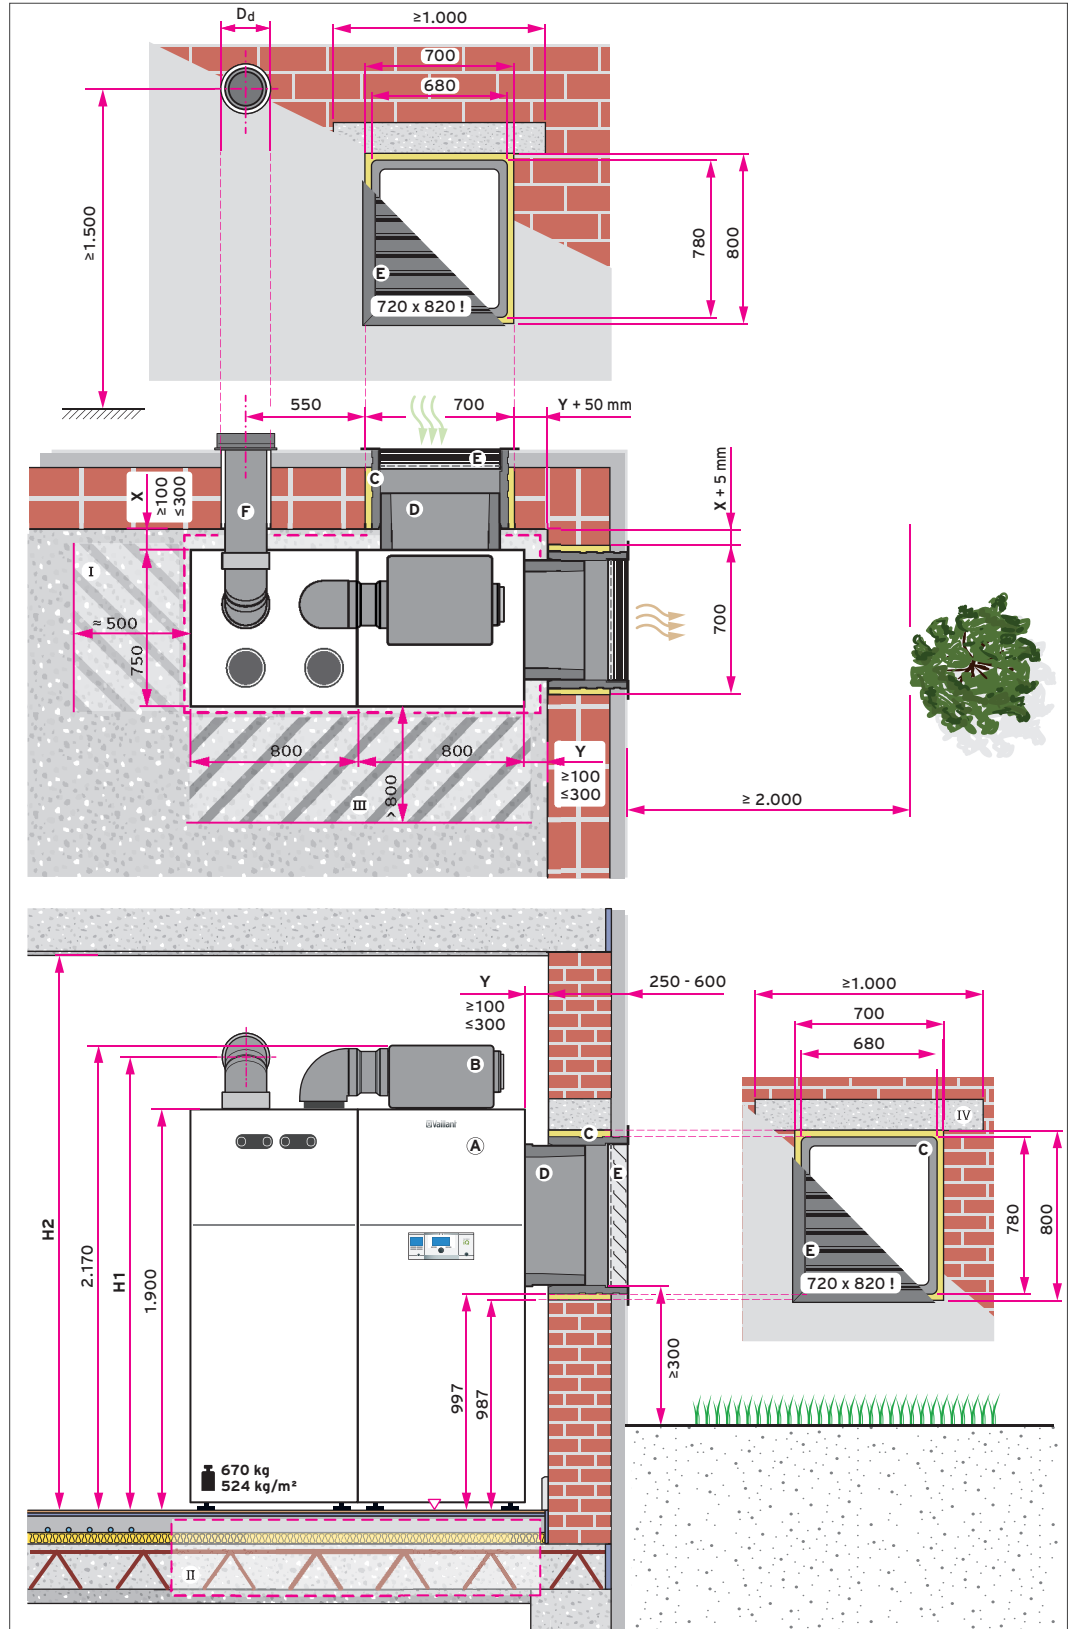 Dd
≥1.000
700
680
≥1.500
780
800
E
720 x 820 !
550
700
Y + 50 mm
E
C
D
F
X
≥100
≤300
X + 5 mm
I
≈ 500
750
700
800
800
Y
≥100
≤300
III
>800
≥ 2.000
Y
≥100
≤300
250 - 600
≥1.000
700
680
B
Vaillant
A
C
D
E
IV
C
H2
2.170
H1
1.900
780
800
E
720 x 820 !
≥300
997
987
670 kg
524 kg/m²
II